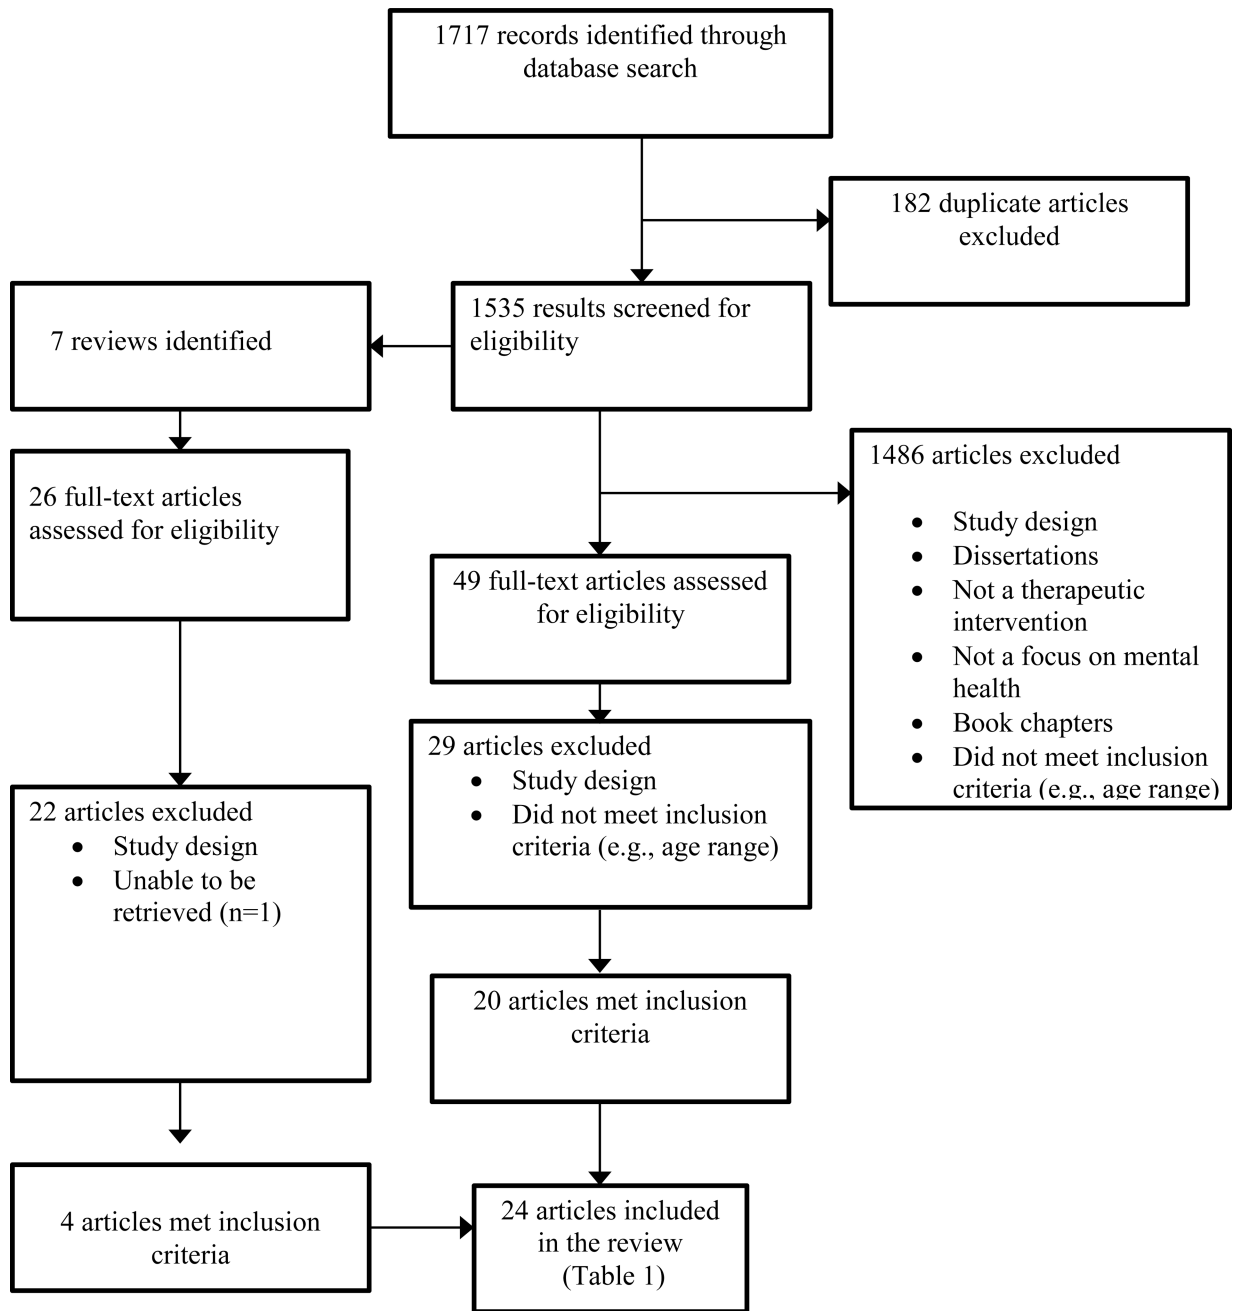 1717 records identified through
database search
182 duplicate articles
excluded
1535 results screened for
eligibility
7 reviews identified
1486 articles excluded
• Study design
• Dissertations
• Not a therapeutic
intervention
• Not a focus on mental
health
• Book chapters
• Did not meet inclusion
criteria (e.g., age range)
26 full-text articles
assessed for eligibility
49 full-text articles assessed
for eligibility
29 articles excluded
• Study design
• Did not meet inclusion
criteria (e.g., age range)
22 articles excluded
• Study design
• Unable to be
retrieved (n=1)
20 articles met inclusion
criteria
4 articles met inclusion
criteria
24 articles included
in the review
(Table 1)